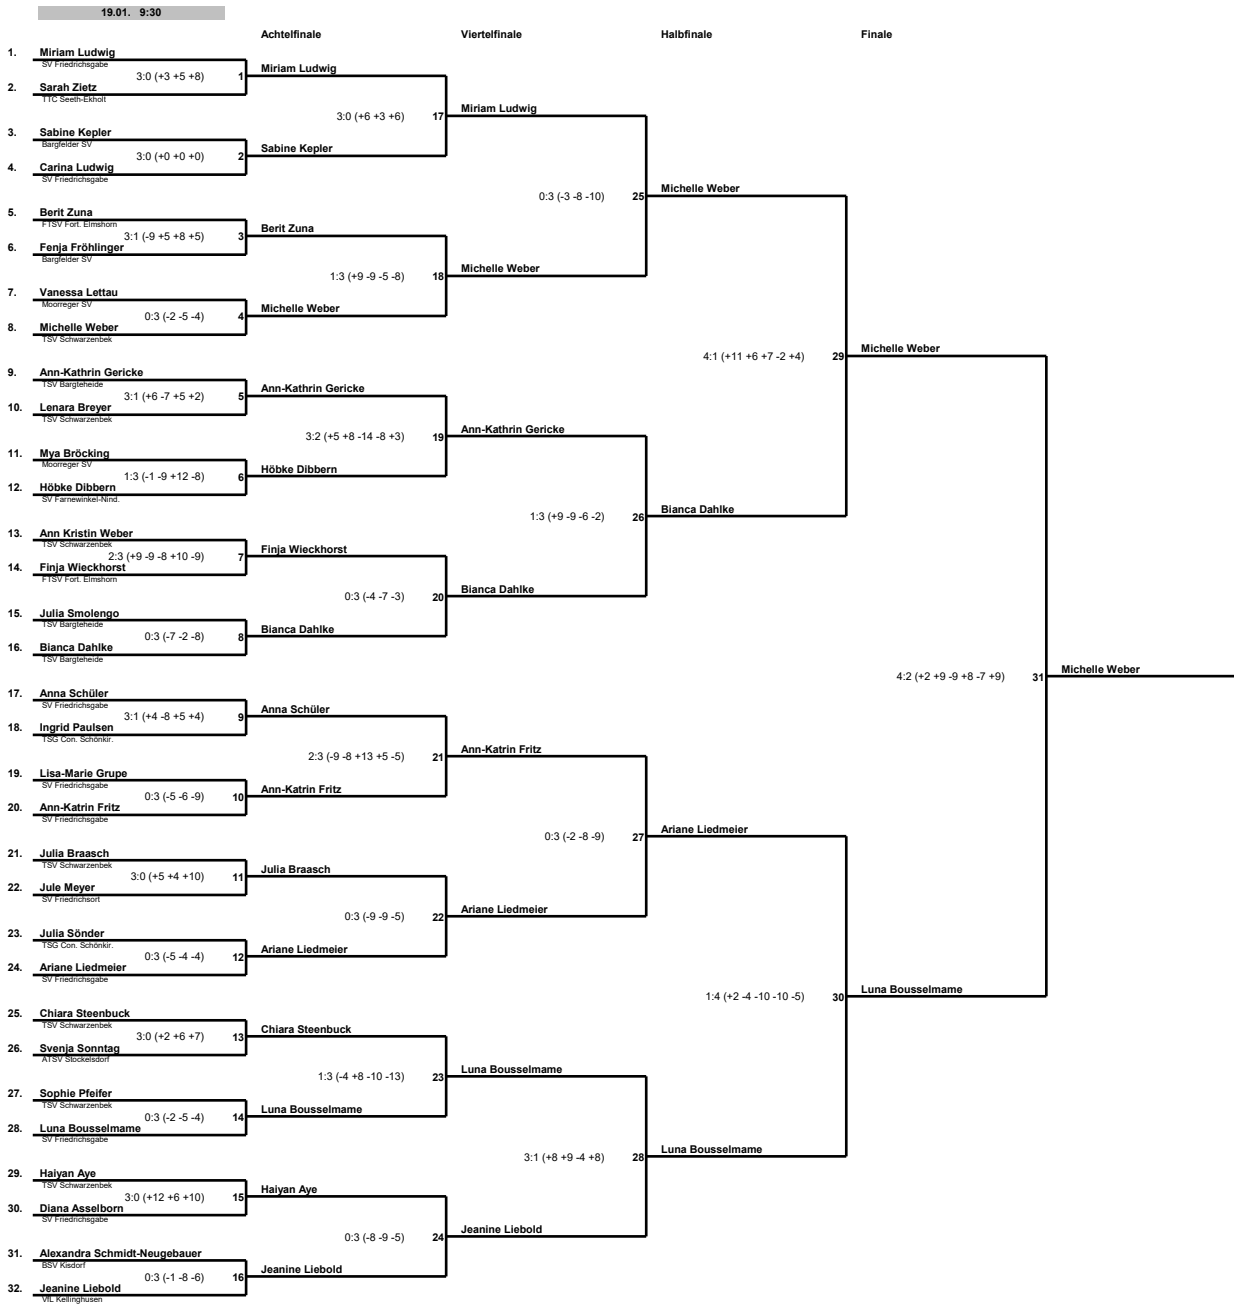 19.01. 9:30
Achtelfinale Viertelfinale Halbfinale Finale
1. Miriam Ludwig
SV Friedrichsgabe
3:0 (+3 +5 +8) 1 Miriam Ludwig
2. Sarah Zietz
TTC Seeth-Ekholt
3:0 (+6 +3 +6) 17 Miriam Ludwig
3. Sabine Kepler
Bargfelder SV
3:0 (+0 +0 +0) 2 Sabine Kepler
4. Carina Ludwig
SV Friedrichsgabe
0:3 (-3 -8 -10) 25 Michelle Weber
5. Berit Zuna
FTSV Fort. Elmshorn
3:1 (-9 +5 +8 +5) 3 Berit Zuna
6. Fenja Fröhlinger
Bargfelder SV
1:3 (+9 -9 -5 -8) 18 Michelle Weber
7. Vanessa Lettau
Moorreger SV
0:3 (-2 -5 -4) 4 Michelle Weber
8. Michelle Weber
TSV Schwarzenbek
4:1 (+11 +6 +7 -2 +4) 29 Michelle Weber
9. Ann-Kathrin Gericke
TSV Bargteheide
3:1 (+6 -7 +5 +2) 5 Ann-Kathrin Gericke
10. Lenara Breyer
TSV Schwarzenbek
3:2 (+5 +8 -14 -8 +3) 19 Ann-Kathrin Gericke
11. Mya Bröcking
Moorreger SV
1:3 (-1 -9 +12 -8) 6 Höbke Dibbern
12. Höbke Dibbern
SV Farnewinkel-Nind.
1:3 (+9 -9 -6 -2) 26 Bianca Dahlke
13. Ann Kristin Weber
TSV Schwarzenbek
2:3 (+9 -9 -8 +10 -9) 7 Finja Wieckhorst
14. Finja Wieckhorst
FTSV Fort. Elmshorn
0:3 (-4 -7 -3) 20 Bianca Dahlke
15. Julia Smolengo
TSV Bargteheide
0:3 (-7 -2 -8) 8 Bianca Dahlke
16. Bianca Dahlke
TSV Bargteheide
4:2 (+2 +9 -9 +8 -7 +9) 31 Michelle Weber
17. Anna Schüler
SV Friedrichsgabe
3:1 (+4 -8 +5 +4) 9 Anna Schüler
18. Ingrid Paulsen
TSG Con. Schönkir.
2:3 (-9 -8 +13 +5 -5) 21 Ann-Katrin Fritz
19. Lisa-Marie Grupe
SV Friedrichsgabe
0:3 (-5 -6 -9) 10 Ann-Katrin Fritz
20. Ann-Katrin Fritz
SV Friedrichsgabe
0:3 (-2 -8 -9) 27 Ariane Liedmeier
21. Julia Braasch
TSV Schwarzenbek
3:0 (+5 +4 +10) 11 Julia Braasch
22. Jule Meyer
SV Friedrichsort
0:3 (-9 -9 -5) 22 Ariane Liedmeier
23. Julia Sönder
TSG Con. Schönkir.
0:3 (-5 -4 -4) 12 Ariane Liedmeier
24. Ariane Liedmeier
SV Friedrichsgabe
1:4 (+2 -4 -10 -10 -5) 30 Luna Bousselmame
25. Chiara Steenbuck
TSV Schwarzenbek
3:0 (+2 +6 +7) 13 Chiara Steenbuck
26. Svenja Sonntag
ATSV Stockelsdorf
1:3 (-4 +8 -10 -13) 23 Luna Bousselmame
27. Sophie Pfeifer
TSV Schwarzenbek
0:3 (-2 -5 -4) 14 Luna Bousselmame
28. Luna Bousselmame
SV Friedrichsgabe
3:1 (+8 +9 -4 +8) 28 Luna Bousselmame
29. Haiyan Aye
TSV Schwarzenbek
3:0 (+12 +6 +10) 15 Haiyan Aye
30. Diana Asselborn
SV Friedrichsgabe
0:3 (-8 -9 -5) 24 Jeanine Liebold
31. Alexandra Schmidt-Neugebauer
BSV Kisdorf
0:3 (-1 -8 -6) 16 Jeanine Liebold
32. Jeanine Liebold
VfL Kellinghusen